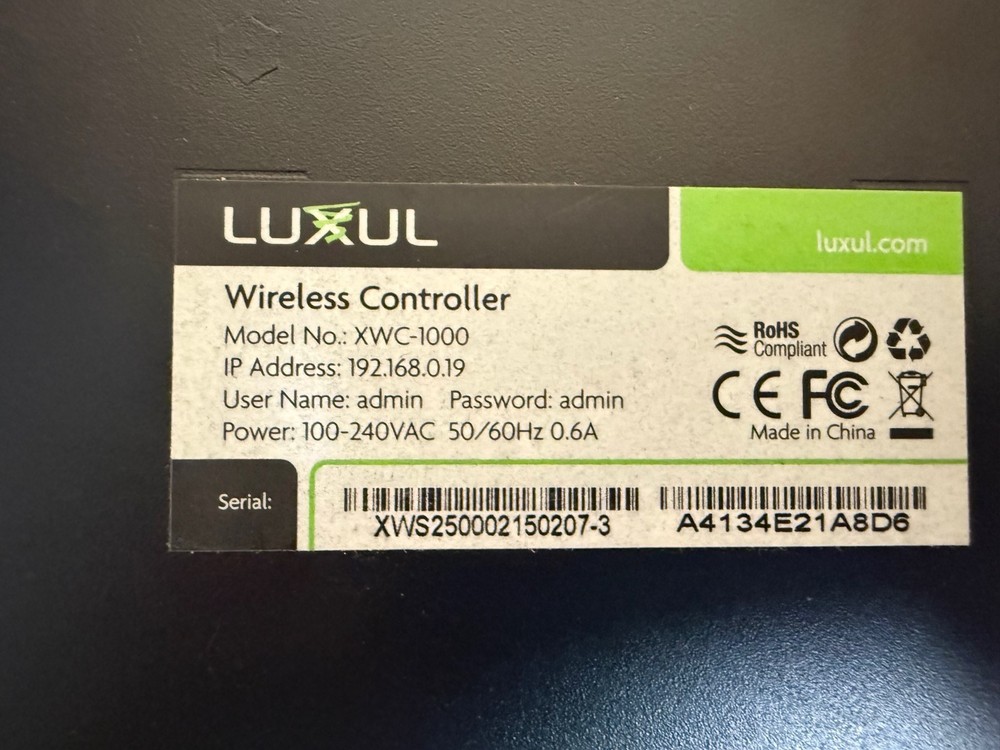 LUXUL
luxul.com
Wireless Controller
Model No.: XWC-1000
IP Address: 192.168.0.19
User Name: admin Password: admin
Power: 100-240VAC 50/60Hz 0.6A
RoHS
Compliant
CE FC
Made in China
Serial:
XWS250002150207-3
A4134E21A8D6